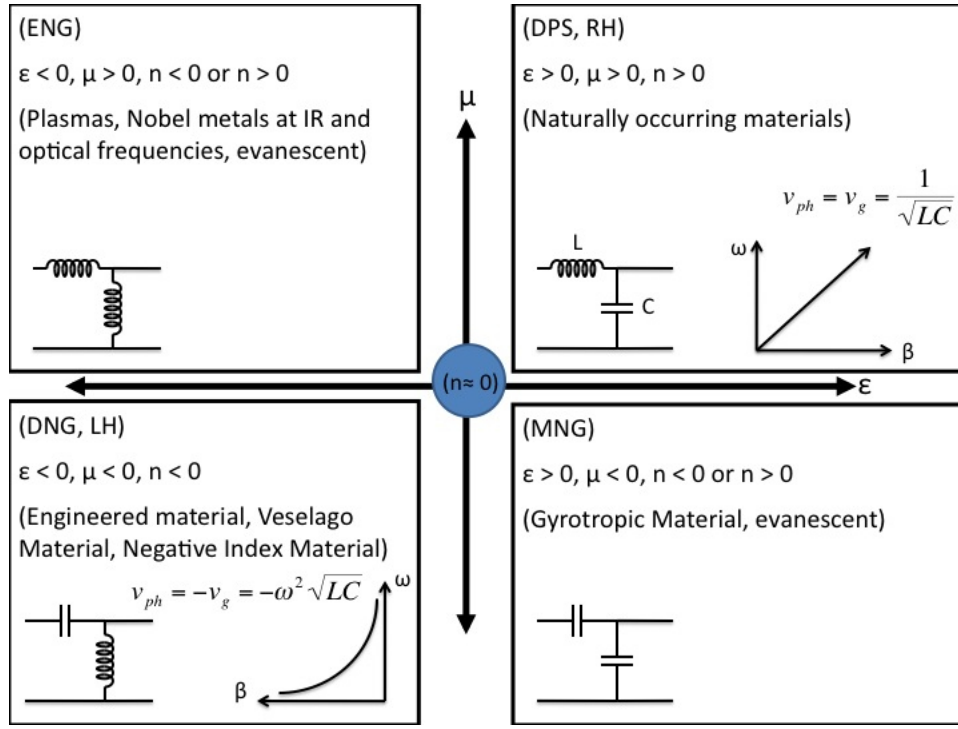 (ENG)
ε < 0, μ > 0, n < 0 or n > 0
(Plasmas, Nobel metals at IR and
optical frequencies, evanescent)
μ
(DPS, RH)
ε > 0, μ > 0, n > 0
(Naturally occurring materials)
v_ph = v_g = 1/√LC
L
C
ω
β
(n≈ 0)
ε
(DNG, LH)
ε < 0, μ < 0, n < 0
(Engineered material, Veselago
Material, Negative Index Material)
v_ph = −v_g = −ω² √LC
ω
β
(MNG)
ε > 0, μ < 0, n < 0 or n > 0
(Gyrotropic Material, evanescent)